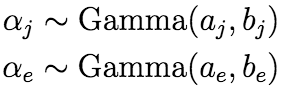 α_j ∼ Gamma(a_j, b_j)
α_e ∼ Gamma(a_e, b_e)